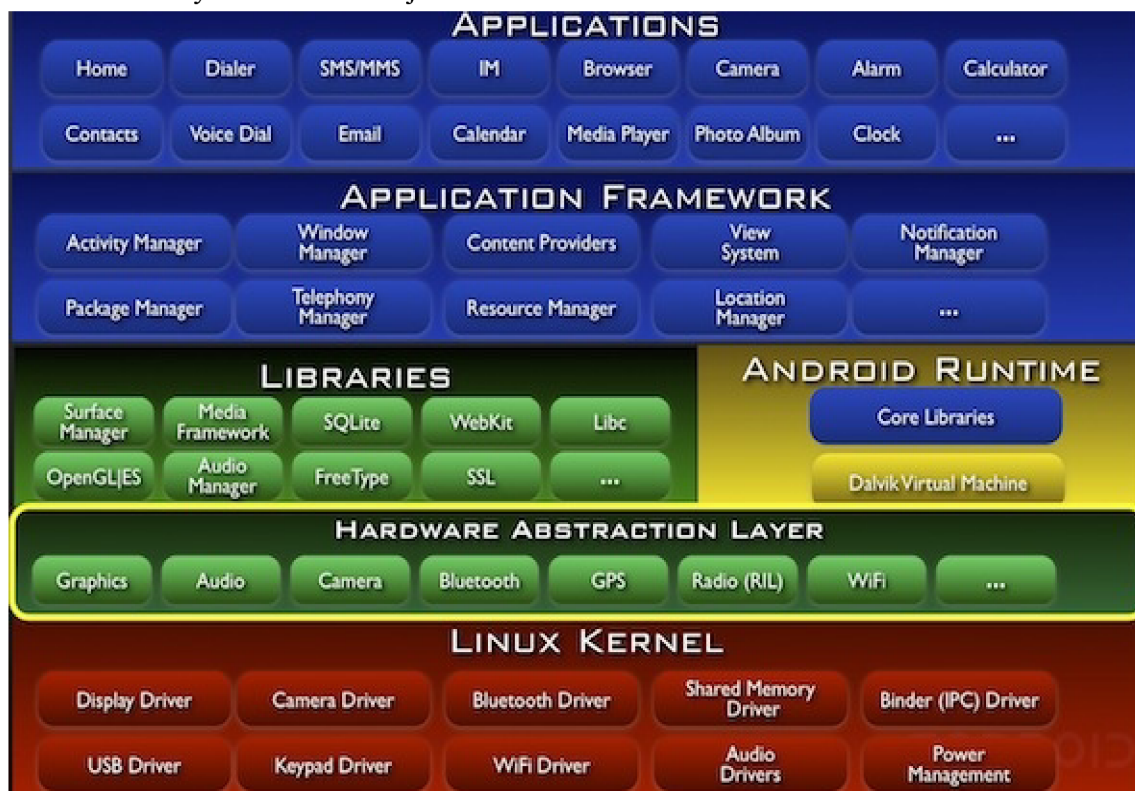 APPLICATIONS
Home Dialer SMS/MMS IM Browser Camera Alarm Calculator
Contacts Voice Dial Email Calendar Media Player Photo Album Clock ...
APPLICATION FRAMEWORK
Activity Manager Window Manager Content Providers View System Notification Manager
Package Manager Telephony Manager Resource Manager Location Manager ...
LIBRARIES
Surface Manager Media Framework SQLite WebKit Libc
OpenGL|ES Audio Manager FreeType SSL ...
ANDROID RUNTIME
Core Libraries
Dalvik Virtual Machine
HARDWARE ABSTRACTION LAYER
Graphics Audio Camera Bluetooth GPS Radio (RIL) WiFi ...
LINUX KERNEL
Display Driver Camera Driver Bluetooth Driver Shared Memory Driver Binder (IPC) Driver
USB Driver Keypad Driver WiFi Driver Audio Drivers Power Management